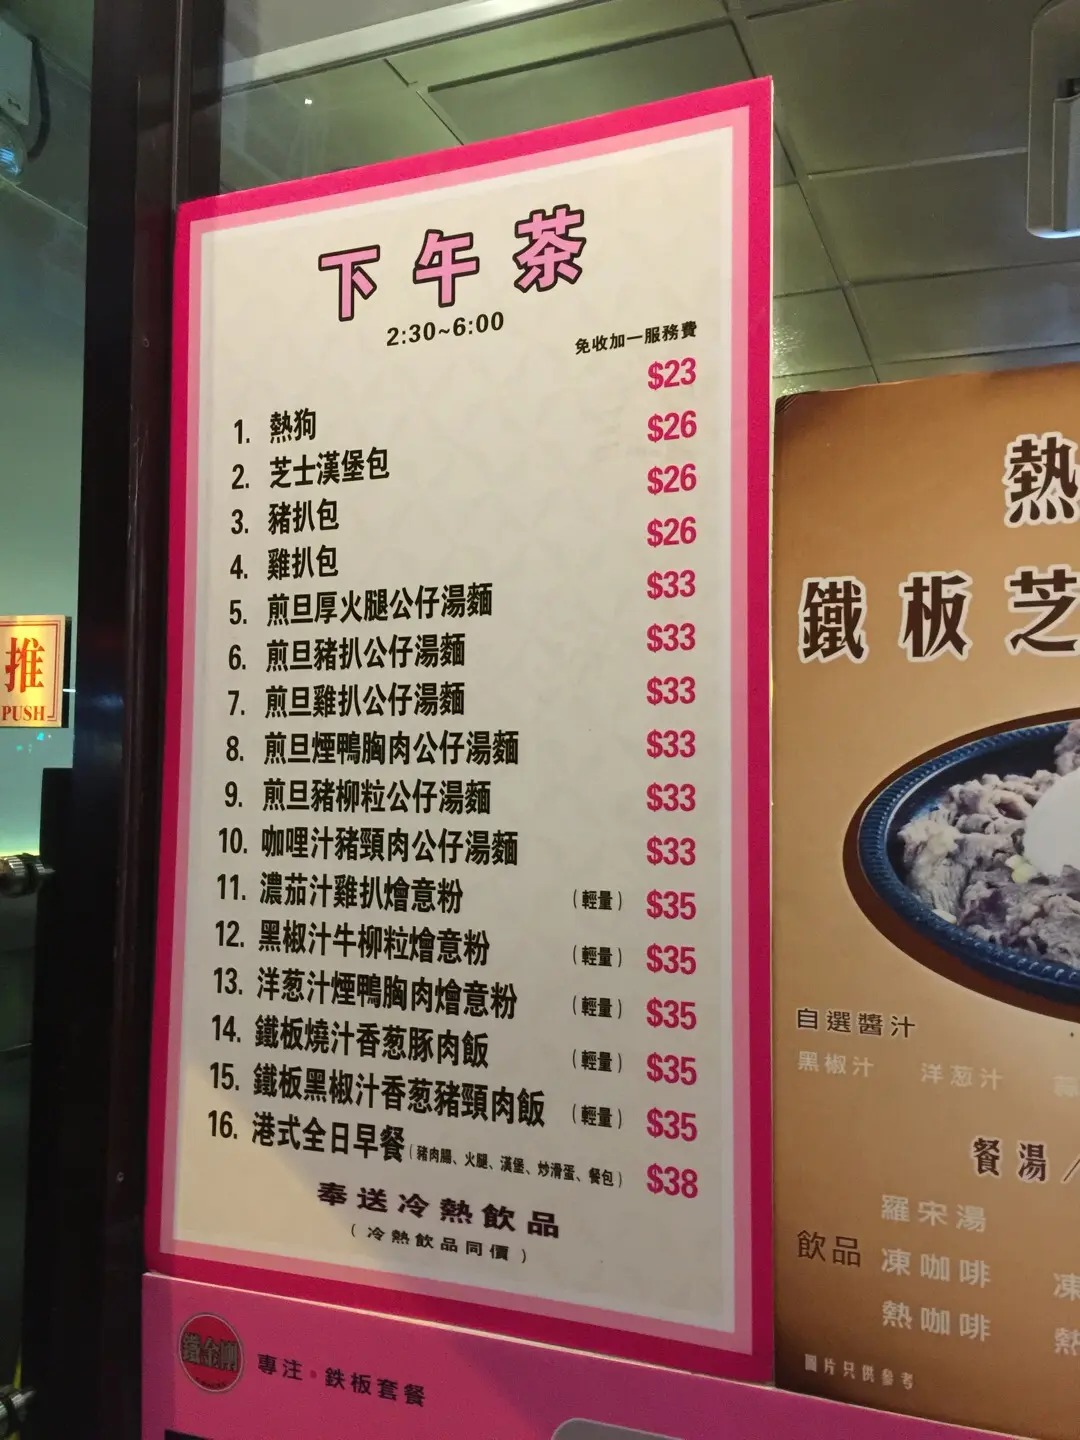 下午茶
2:30~6:00
免收加一服務費
1. 熱狗 $23
2. 芝士漢堡包 $26
3. 豬扒包 $26
4. 雞扒包 $26
5. 煎旦厚火腿公仔湯麵 $33
6. 煎旦豬扒公仔湯麵 $33
7. 煎旦雞扒公仔湯麵 $33
8. 煎旦煙鴨胸肉公仔湯麵 $33
9. 煎旦豬柳粒公仔湯麵 $33
10. 咖哩汁豬頸肉公仔湯麵 $33
11. 濃茄汁雞扒燴意粉 (輕量) $35
12. 黑椒汁牛柳粒燴意粉 (輕量) $35
13. 洋葱汁煙鴨胸肉燴意粉 (輕量) $35
14. 鐵板燒汁香葱豚肉飯 (輕量) $35
15. 鐵板黑椒汁香葱豬頸肉飯 (輕量) $35
16. 港式全日早餐 (豬肉腸、火腿、漢堡、炒滑蛋、餐包) $38
奉送冷熱飲品
(冷熱飲品同價)
鐵金剛
專注·鉄板套餐
推
PUSH
熱
鐵板芝
自選醬汁
黑椒汁 洋葱汁
餐湯/
羅宋湯
飲品 凍咖啡 凍
熱咖啡 熱
圖片只供參考